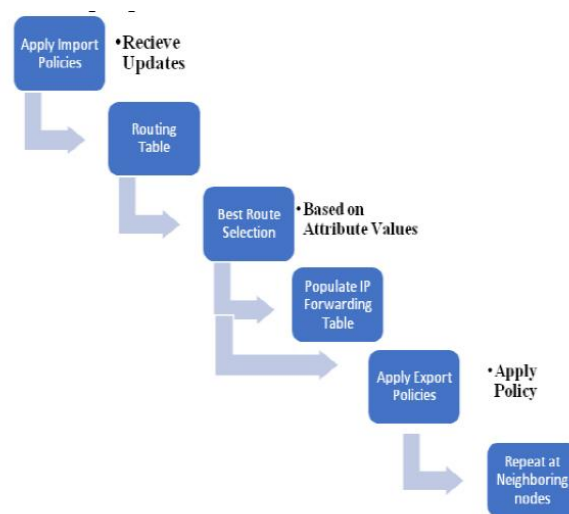 Apply Import
Policies
•Recieve
Updates
Routing
Table
Best Route
Selection
•Based on
Attribute Values
Populate IP
Forwarding
Table
Apply Export
Policies
•Apply
Policy
Repeat at
Neighboring
nodes